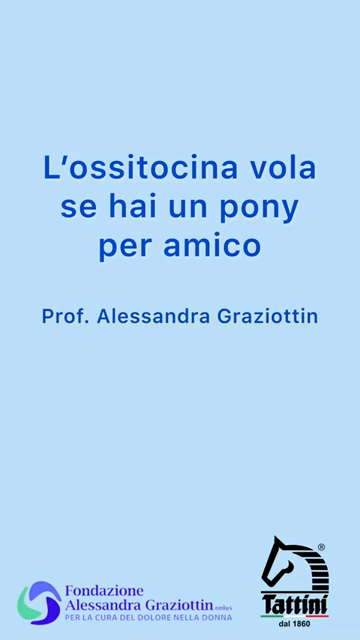 L’ossitocina vola
se hai un pony
per amico
Prof. Alessandra Graziottin
Fondazione
Alessandra Graziottin onlus
PER LA CURA DEL DOLORE NELLA DONNA
®
Tattini
dal 1860